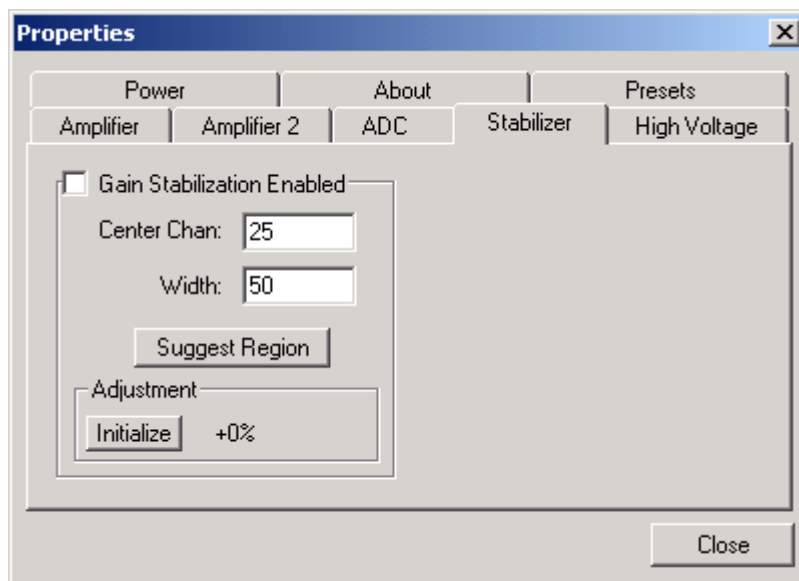 Properties
Power About Presets
Amplifier Amplifier 2 ADC Stabilizer High Voltage
Gain Stabilization Enabled
Center Chan: 25
Width: 50
Suggest Region
Adjustment
Initialize +0%
Close